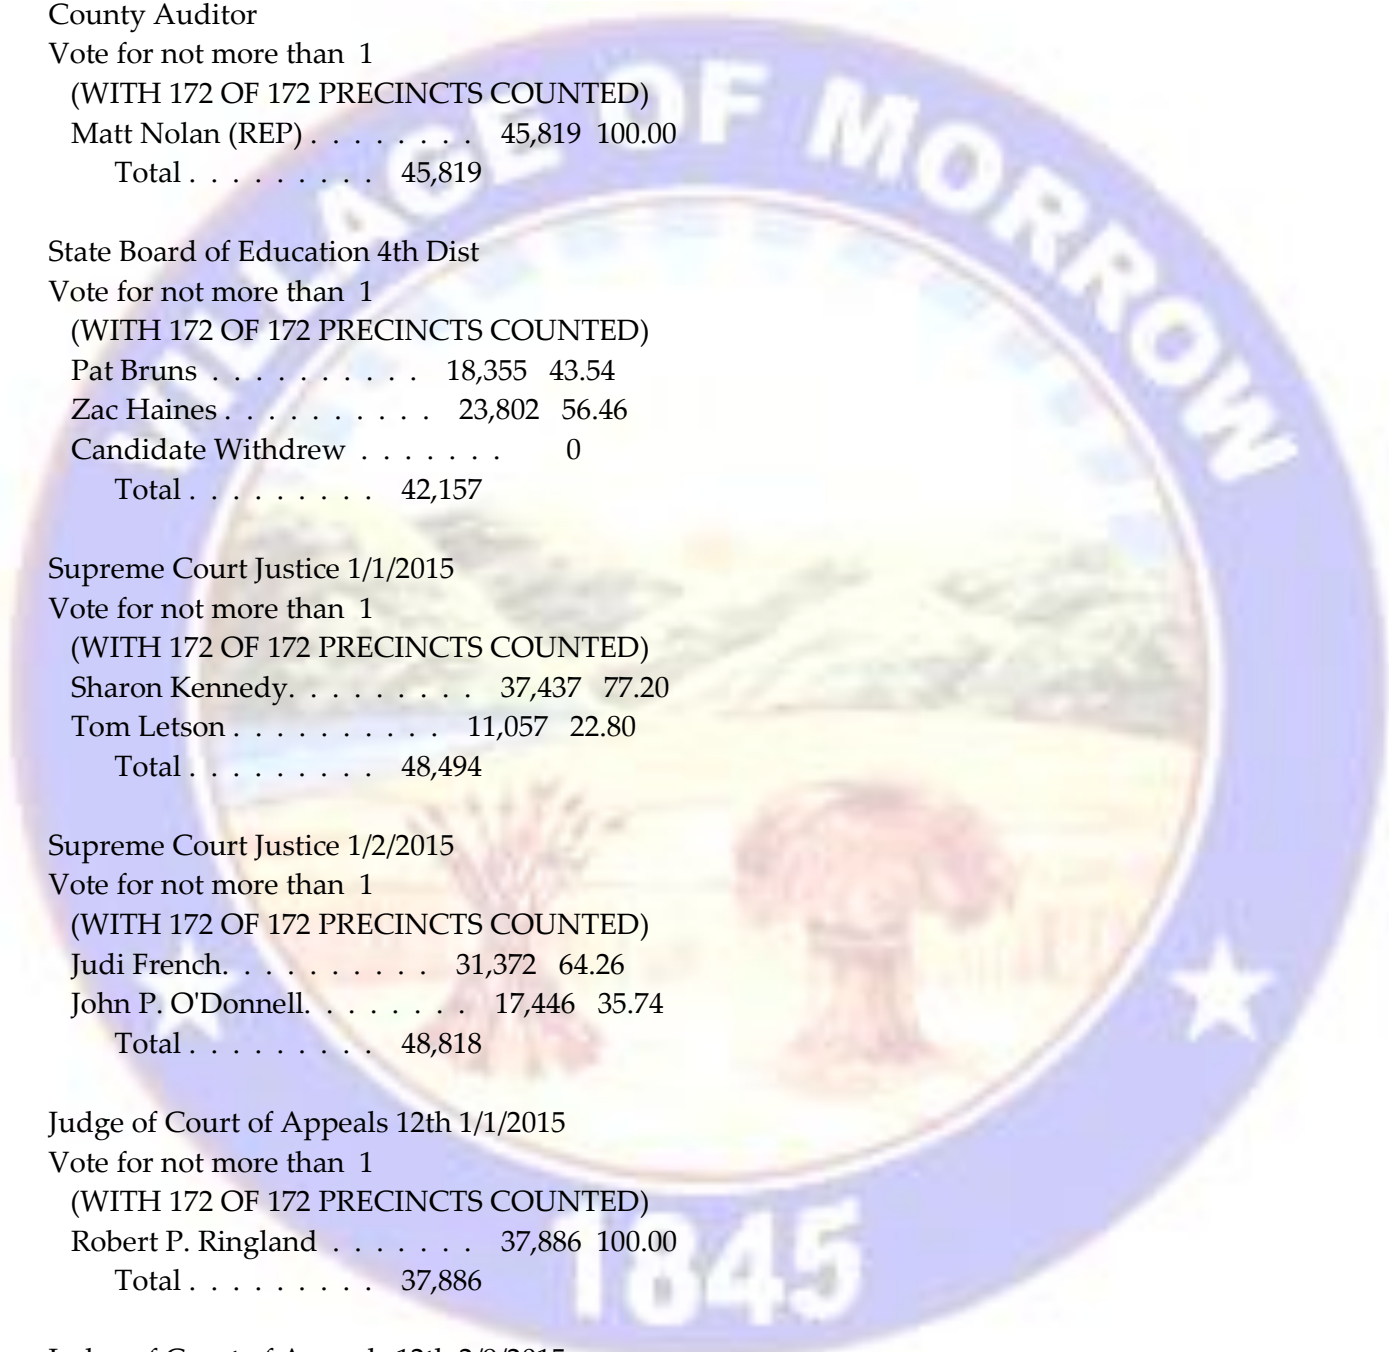 County Auditor
Vote for not more than 1
(WITH 172 OF 172 PRECINCTS COUNTED)
Matt Nolan (REP) . . . . . . . . 45,819 100.00
Total . . . . . . . . . 45,819
State Board of Education 4th Dist
Vote for not more than 1
(WITH 172 OF 172 PRECINCTS COUNTED)
Pat Bruns . . . . . . . . . . 18,355 43.54
Zac Haines . . . . . . . . . . 23,802 56.46
Candidate Withdrew . . . . . . . 0
Total . . . . . . . . . 42,157
Supreme Court Justice 1/1/2015
Vote for not more than 1
(WITH 172 OF 172 PRECINCTS COUNTED)
Sharon Kennedy. . . . . . . . . 37,437 77.20
Tom Letson . . . . . . . . . . 11,057 22.80
Total . . . . . . . . . 48,494
Supreme Court Justice 1/2/2015
Vote for not more than 1
(WITH 172 OF 172 PRECINCTS COUNTED)
Judi French. . . . . . . . . . 31,372 64.26
John P. O'Donnell. . . . . . . . 17,446 35.74
Total . . . . . . . . . 48,818
Judge of Court of Appeals 12th 1/1/2015
Vote for not more than 1
(WITH 172 OF 172 PRECINCTS COUNTED)
Robert P. Ringland . . . . . . . 37,886 100.00
Total . . . . . . . . . 37,886
VILLAGE OF MORROW
1845